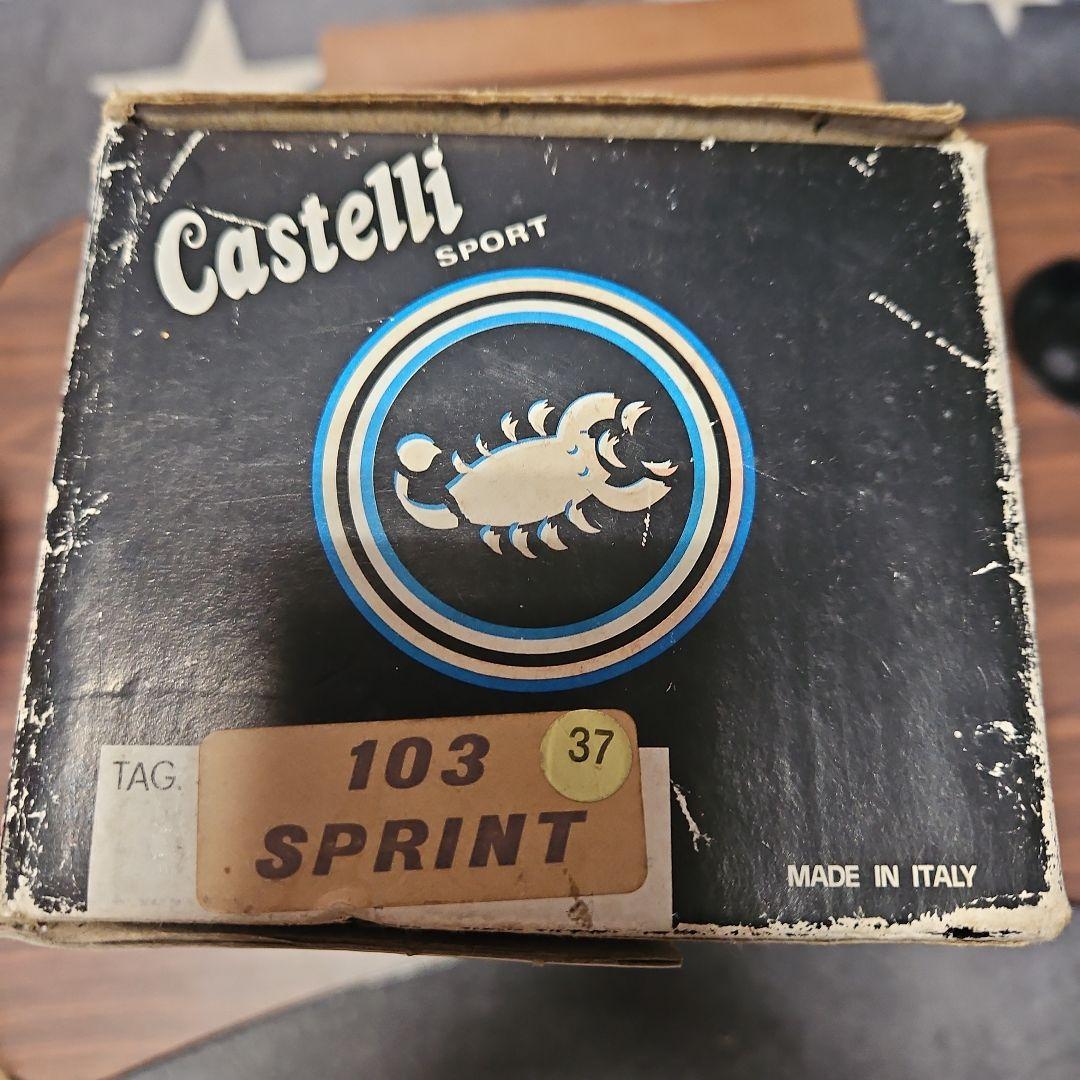 Castelli
SPORT
TAG.
103
37
SPRINT
MADE IN ITALY